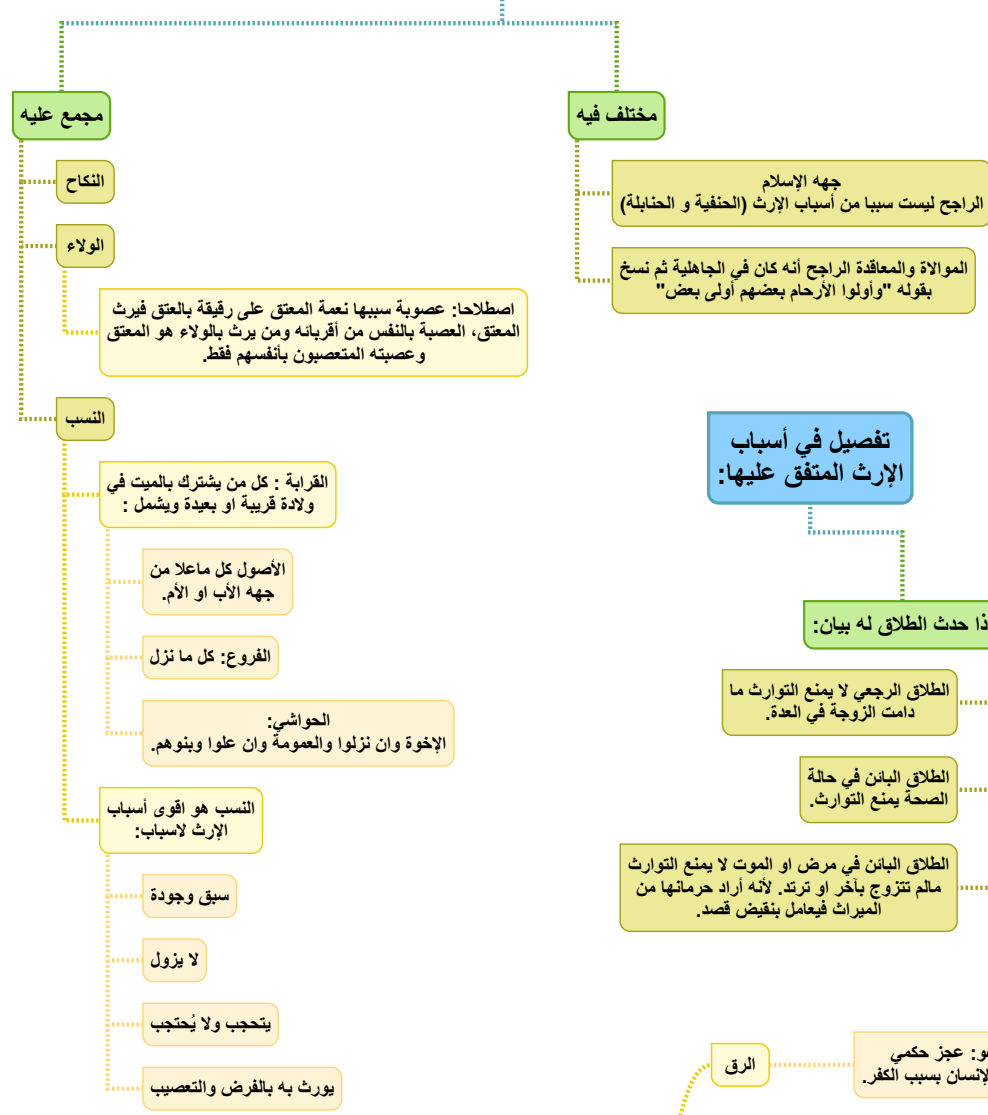 مجمع عليه
النكاح
الولاء
اصطلاحا: عصوبة سببها نعمة المعتق على رقيقة بالعتق فيرث
المعتق، العصبة بالنفس من أقربائه ومن يرث بالولاء هو المعتق
وعصبته المتعصبون بأنفسهم فقط.
النسب
القرابة : كل من يشترك بالميت في
ولادة قريبة او بعيدة ويشمل :
الأصول كل ماعلا من
جهه الأب او الأم.
الفروع: كل ما نزل
الحواشي:
الإخوة وان نزلوا والعمومة وان علوا وبنوهم.
النسب هو اقوى أسباب
الإرث لاسباب:
سبق وجودة
لا يزول
يتحجب ولا يُحتجب
يورث به بالفرض والتعصيب
مختلف فيه
جهه الإسلام
الراجح ليست سببا من أسباب الإرث (الحنفية و الحنابلة)
الموالاة والمعاقدة الراجح أنه كان في الجاهلية ثم نسخ
بقوله "وأولوا الأرحام بعضهم أولى بعض"
تفصيل في أسباب
الإرث المتفق عليها:
ذا حدث الطلاق له بيان:
الطلاق الرجعي لا يمنع التوارث ما
دامت الزوجة في العدة.
الطلاق البائن في حالة
الصحة يمنع التوارث.
الطلاق البائن في مرض او الموت لا يمنع التوارث
مالم تتزوج بآخر او ترتد. لأنه أراد حرمانها من
الميراث فيعامل بنقيض قصد.
الرق
و: عجز حكمي
لإنسان بسبب الكفر.